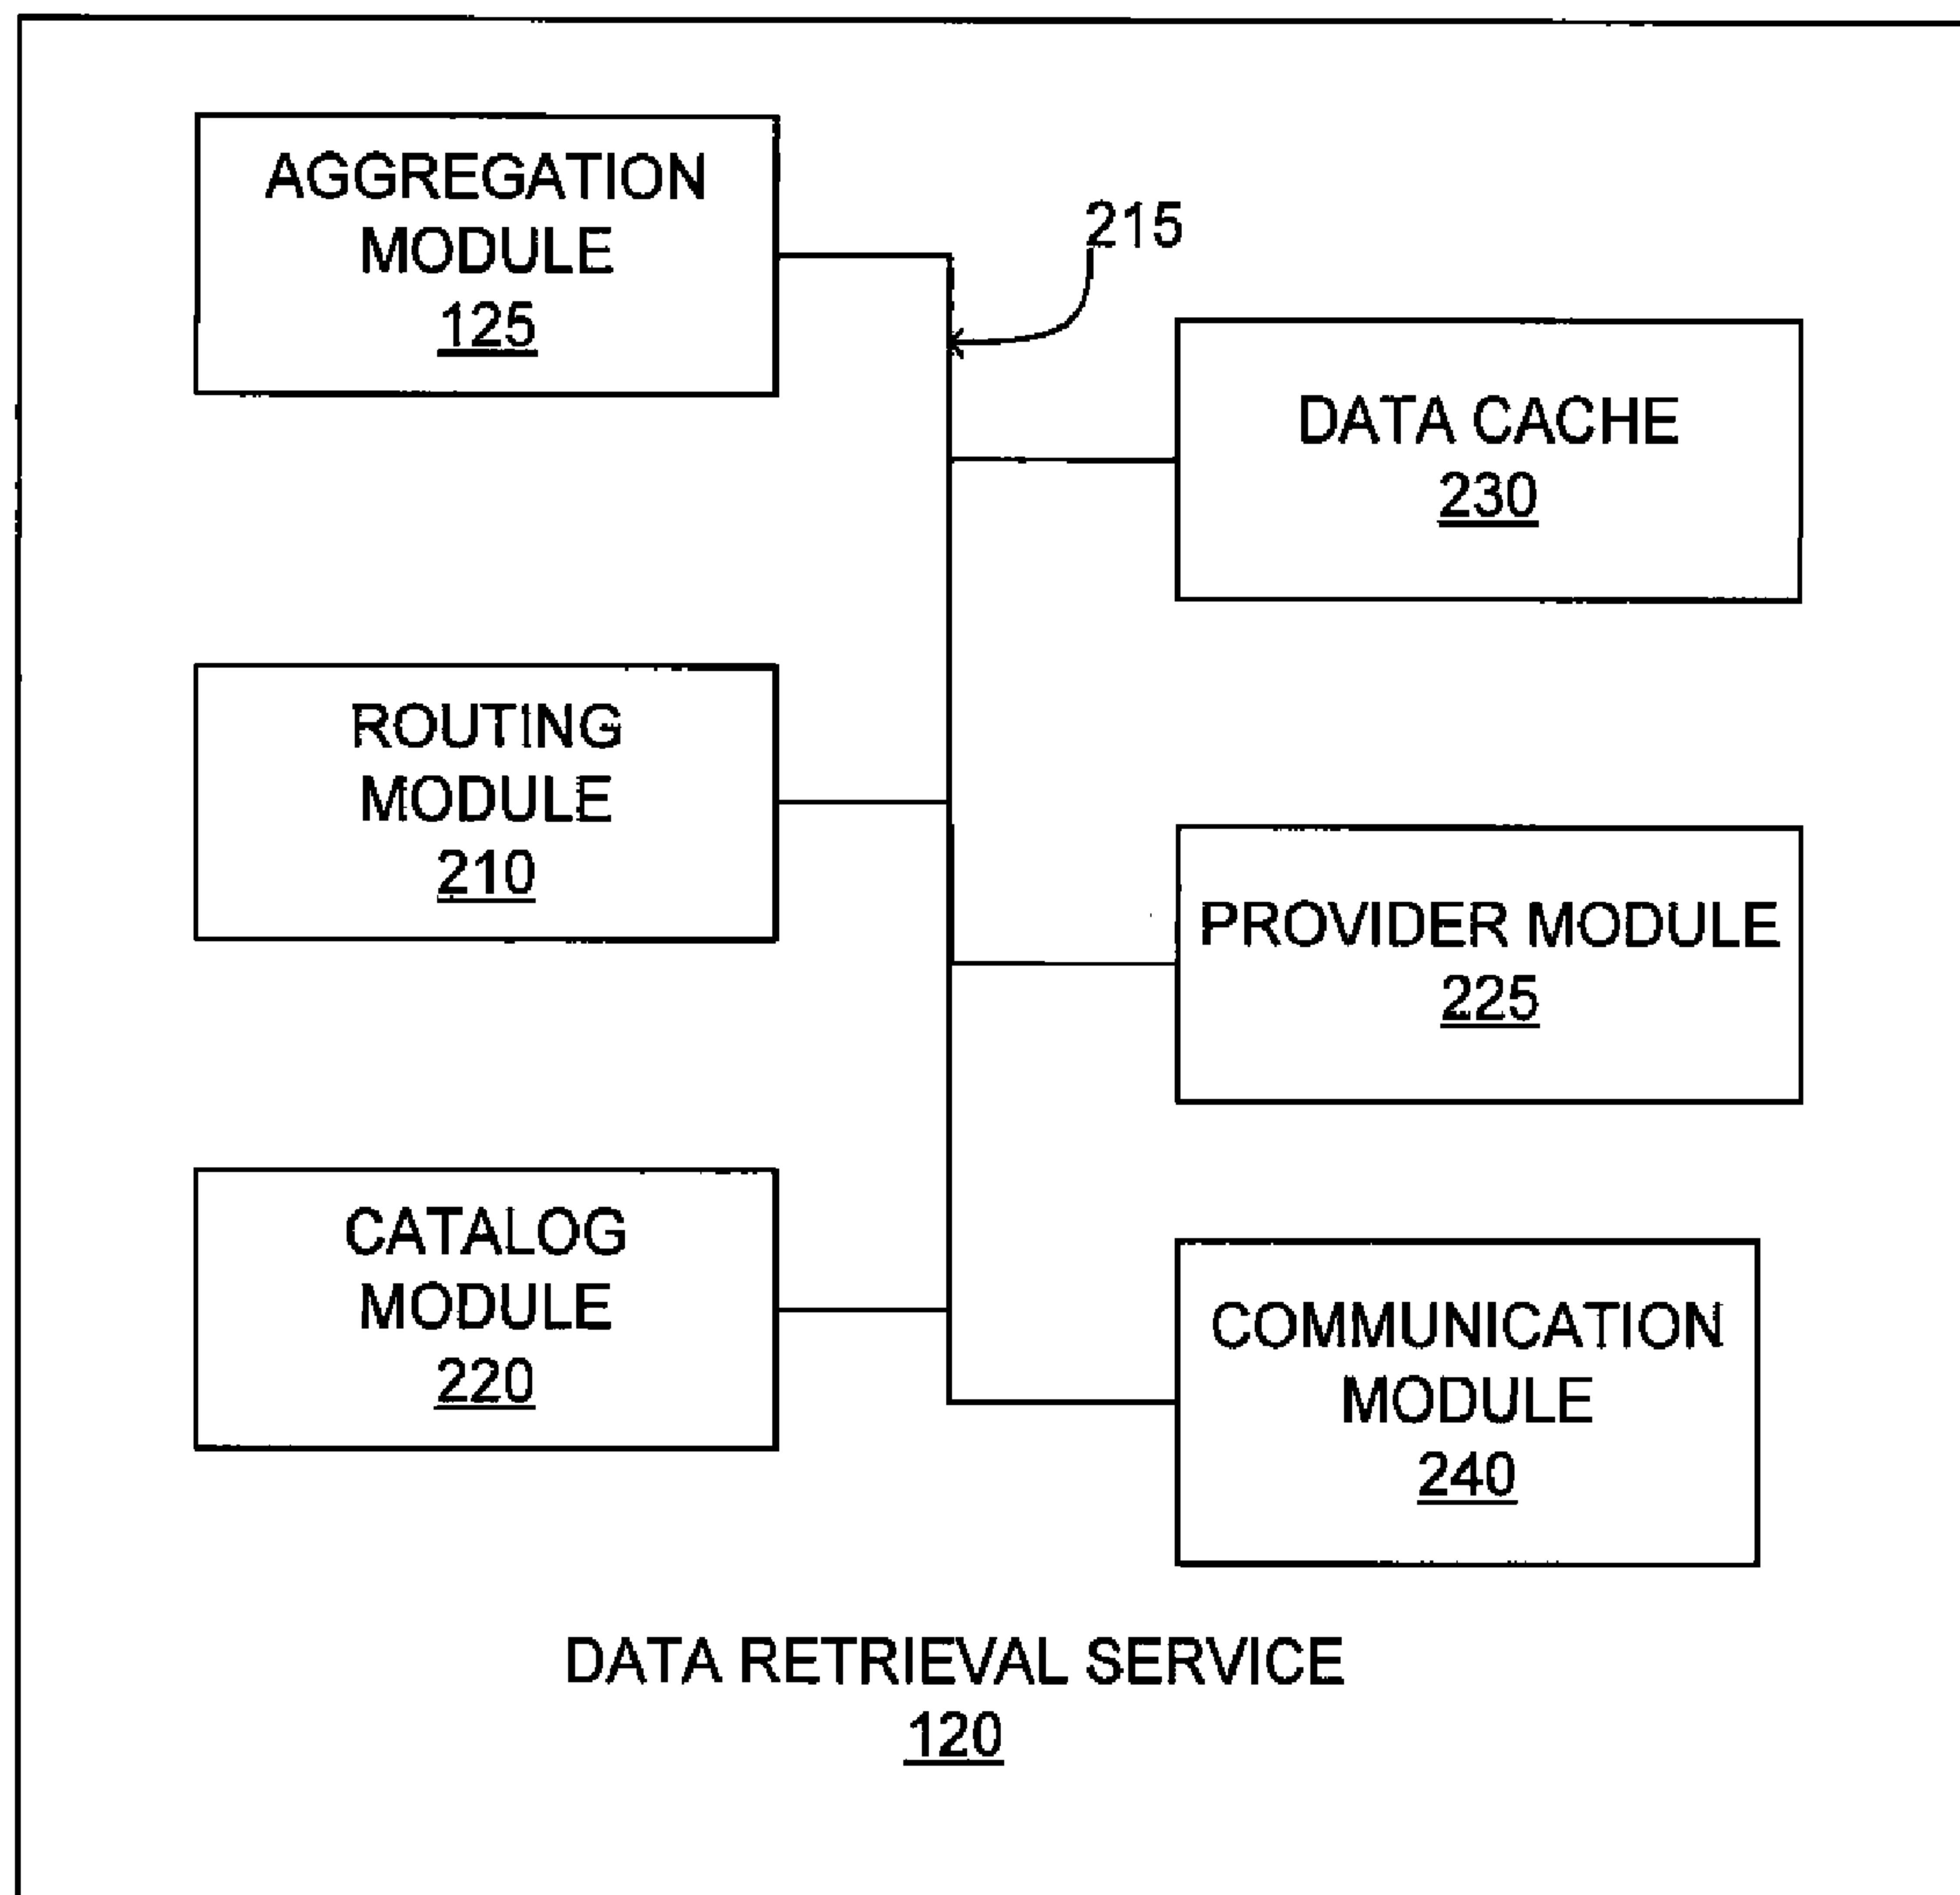 AGGREGATION
MODULE
125
215
DATA CACHE
230
ROUTING
MODULE
210
PROVIDER MODULE
225
CATALOG
MODULE
220
COMMUNICATION
MODULE
240
DATA RETRIEVAL SERVICE
120